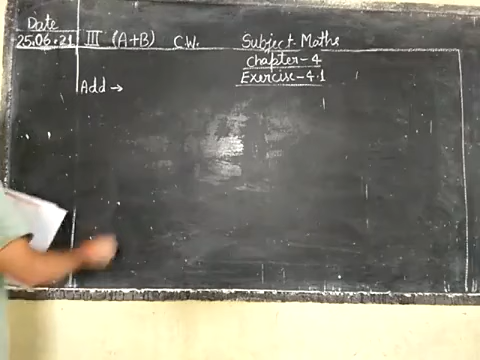 Date
25.06.21 III (A+B) C.W. Subject-Maths
Chapter-4
Exercise-4.1
Add →